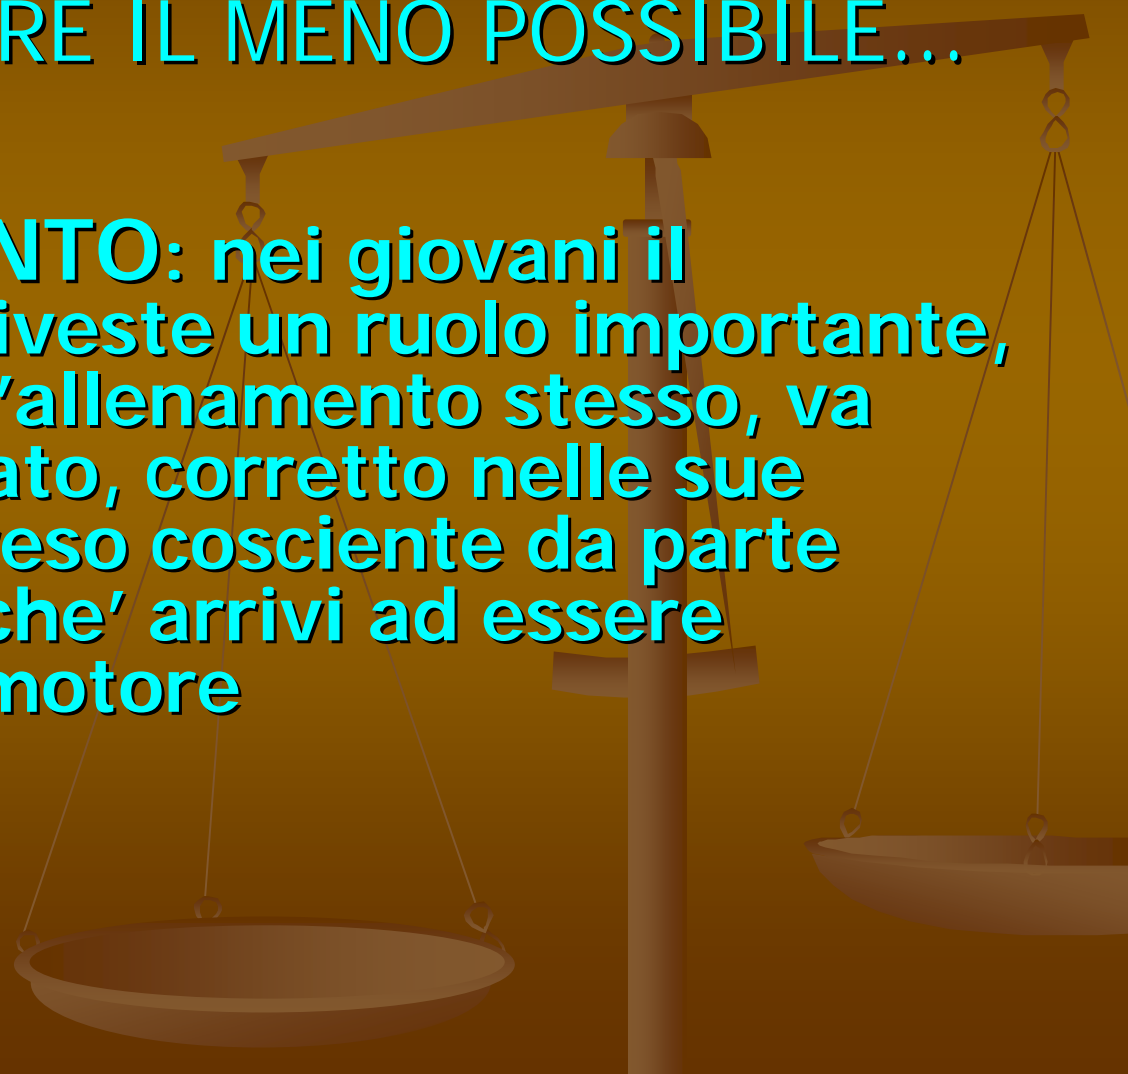 RE IL MENO POSSIBILE...
NTO: nei giovani il
iveste un ruolo importante,
l'allenamento stesso, va
ato, corretto nelle sue
reso cosciente da parte
che' arrivi ad essere
motore